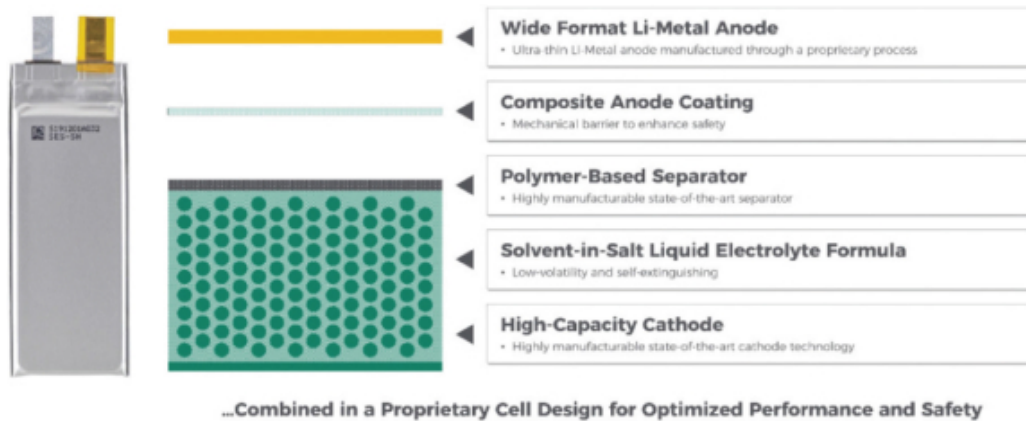 Wide Format Li-Metal Anode
• Ultra-thin Li-Metal anode manufactured through a proprietary process
Composite Anode Coating
• Mechanical barrier to enhance safety
Polymer-Based Separator
• Highly manufacturable state-of-the-art separator
Solvent-in-Salt Liquid Electrolyte Formula
• Low-volatility and self-extinguishing
High-Capacity Cathode
• Highly manufacturable state-of-the-art cathode technology
...Combined in a Proprietary Cell Design for Optimized Performance and Safety